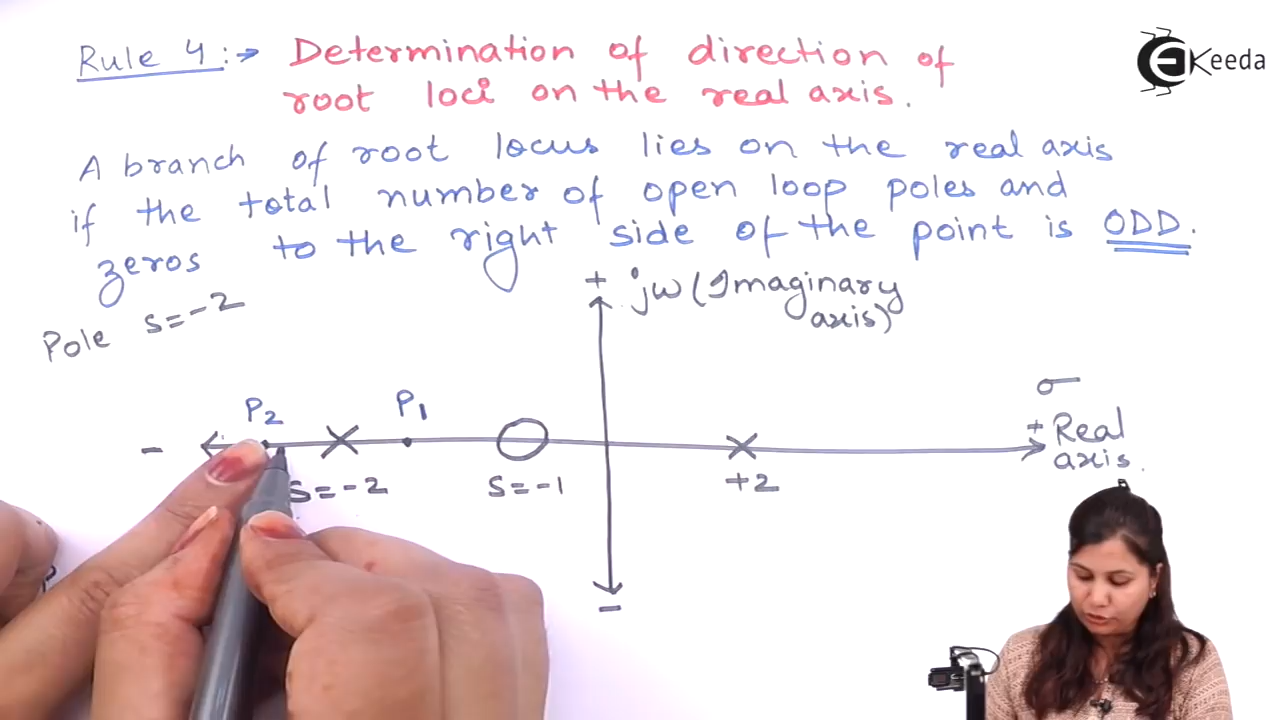 Rule 4 :→ Determination of direction of
root loci on the real axis.
EKeeda
A branch of root locus lies on the real axis
if the total number of open loop poles and
zeros to the right side of the point is ODD.
Pole s=-2
+ jω (Imaginary
axis)
σ
P2 P1
- + Real
axis.
S=-2 S=-1 +2
-